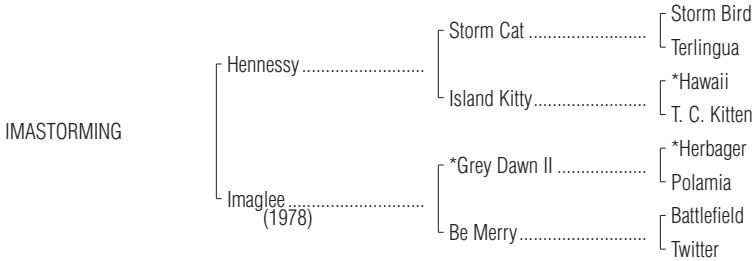 Storm Bird
Storm Cat ..........................
Terlingua
Hennessy ...........................
*Hawaii
Island Kitty.........................
T. C. Kitten
IMASTORMING
*Herbager
*Grey Dawn II ....................
Polamia
Imaglee..............................
(1978)
Battlefield
Be Merry............................
Twitter